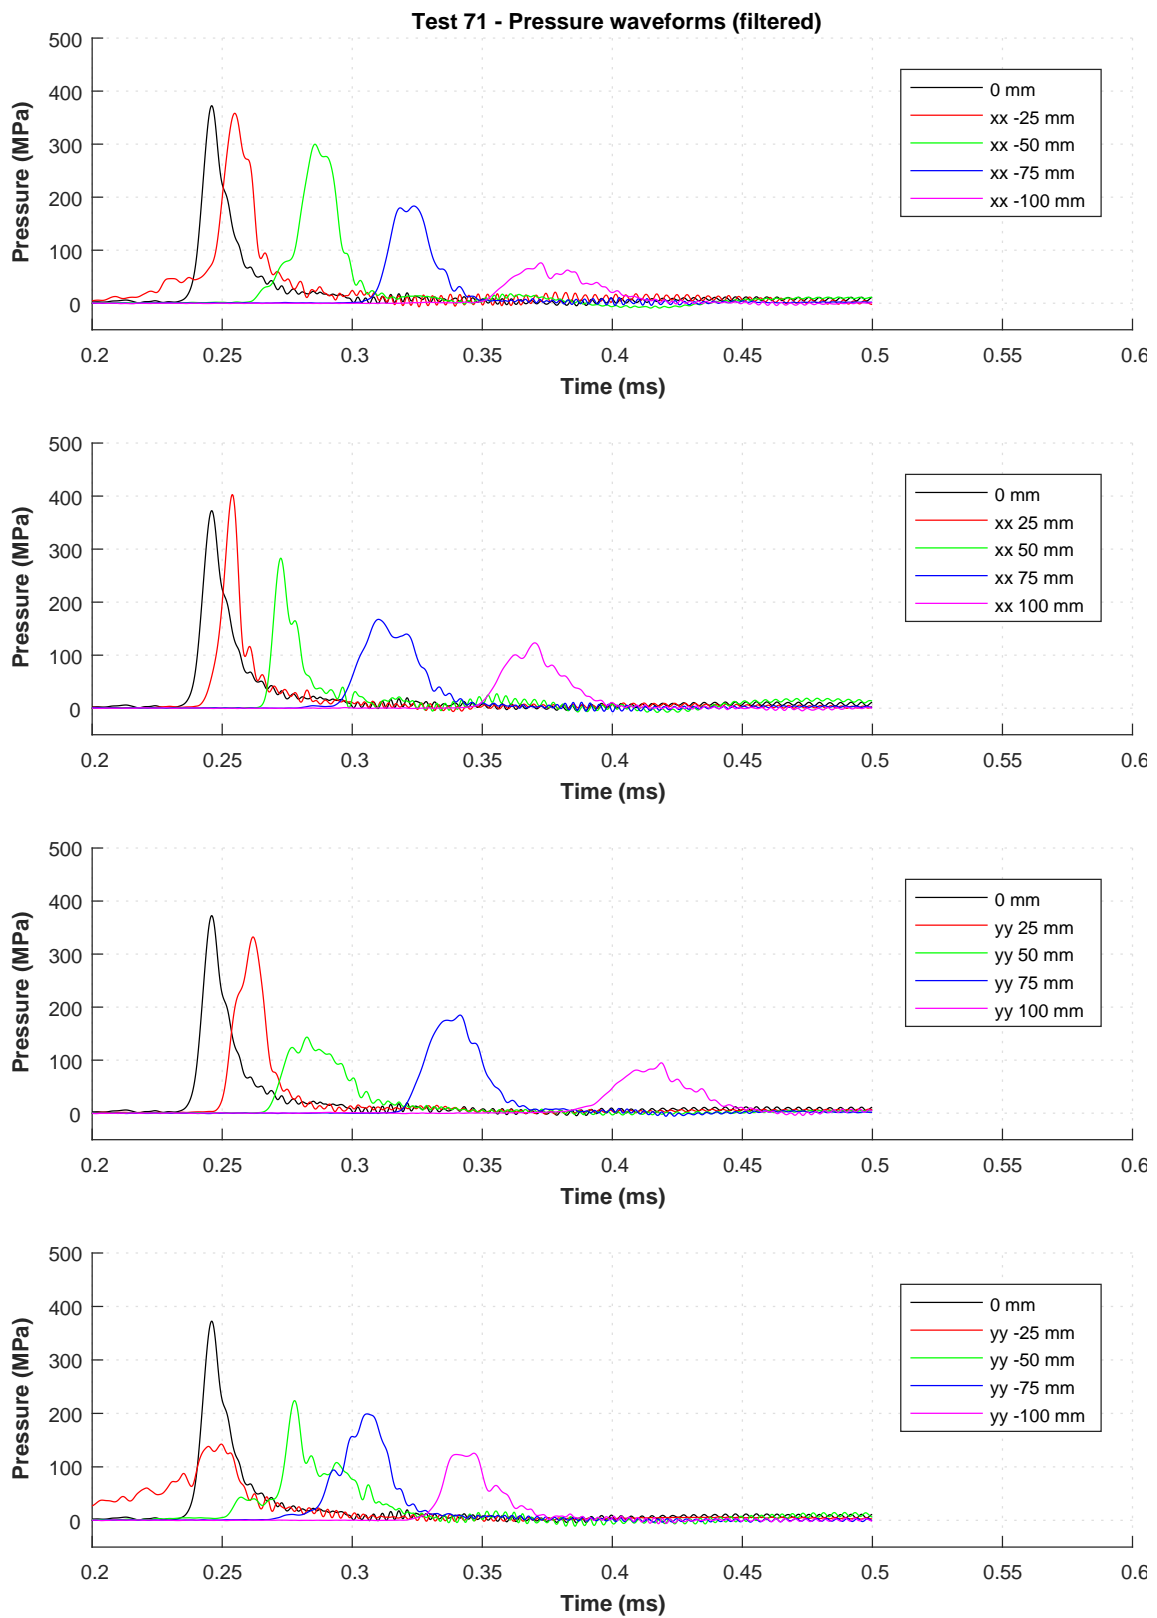 Test 71 - Pressure waveforms (filtered)
500
400
300
200
100
0
Pressure (MPa)
0 mm
xx -25 mm
xx -50 mm
xx -75 mm
xx -100 mm
0.2 0.25 0.3 0.35 0.4 0.45 0.5 0.55 0.6
Time (ms)
500
400
300
200
100
0
Pressure (MPa)
0 mm
xx 25 mm
xx 50 mm
xx 75 mm
xx 100 mm
0.2 0.25 0.3 0.35 0.4 0.45 0.5 0.55 0.6
Time (ms)
500
400
300
200
100
0
Pressure (MPa)
0 mm
yy 25 mm
yy 50 mm
yy 75 mm
yy 100 mm
0.2 0.25 0.3 0.35 0.4 0.45 0.5 0.55 0.6
Time (ms)
500
400
300
200
100
0
Pressure (MPa)
0 mm
yy -25 mm
yy -50 mm
yy -75 mm
yy -100 mm
0.2 0.25 0.3 0.35 0.4 0.45 0.5 0.55 0.6
Time (ms)